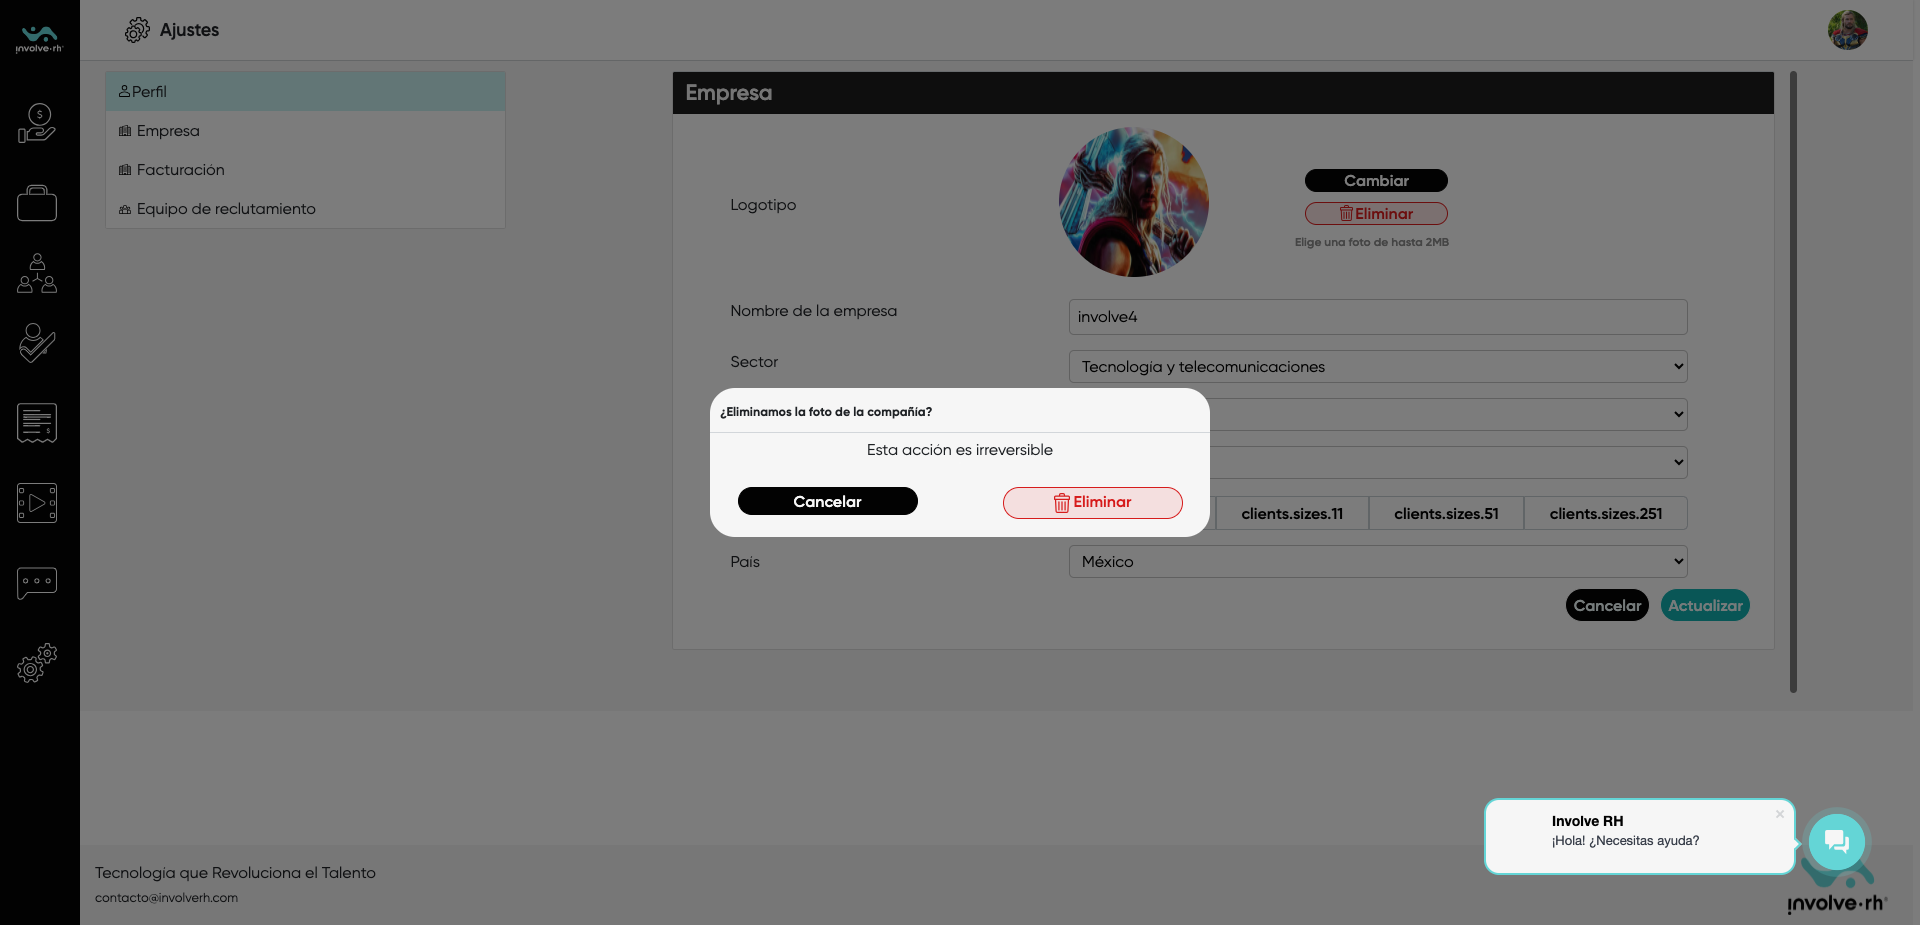 involve·rh
Ajustes
Perfil
Empresa
Facturación
Equipo de reclutamiento
Empresa
Logotipo
Cambiar
Eliminar
Elige una foto de hasta 2MB
Nombre de la empresa
involve4
Sector
Tecnología y telecomunicaciones
¿Eliminamos la foto de la compañía?
Esta acción es irreversible
Cancelar
Eliminar
clients.sizes.11
clients.sizes.51
clients.sizes.251
País
México
Cancelar
Actualizar
Involve RH
¡Hola! ¿Necesitas ayuda?
Tecnología que Revoluciona el Talento
contacto@involverh.com
involve·rh